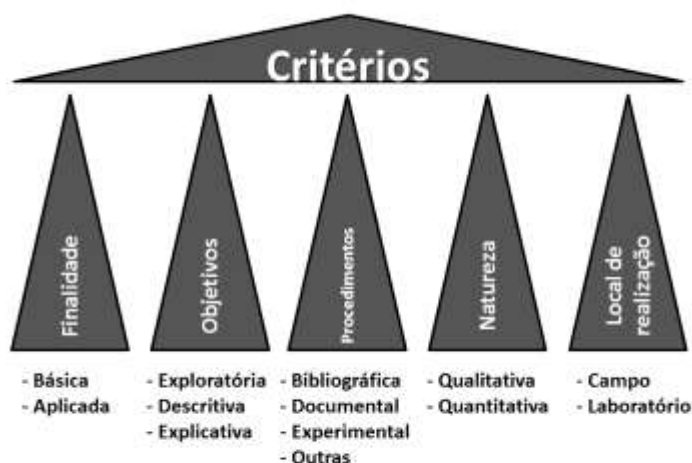 Critérios
Finalidade
Objetivos
Procedimentos
Natureza
Local de
realização
- Básica
- Aplicada
- Exploratória
- Descritiva
- Explicativa
- Bibliográfica
- Documental
- Experimental
- Outras
- Qualitativa
- Quantitativa
- Campo
- Laboratório